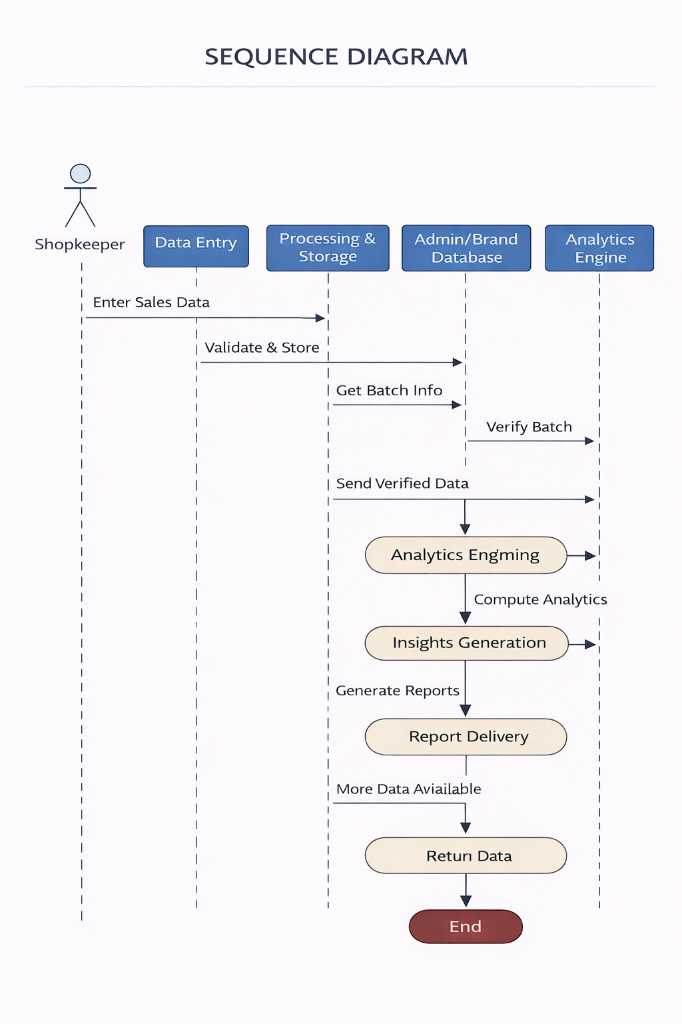 SEQUENCE DIAGRAM
Shopkeeper
Data Entry
Processing &
Storage
Admin/Brand
Database
Analytics
Engine
Enter Sales Data
Validate & Store
Get Batch Info
Verify Batch
Send Verified Data
Analytics Engming
Compute Analytics
Insights Generation
Generate Reports
Report Delivery
More Data Aviailable
Retun Data
End